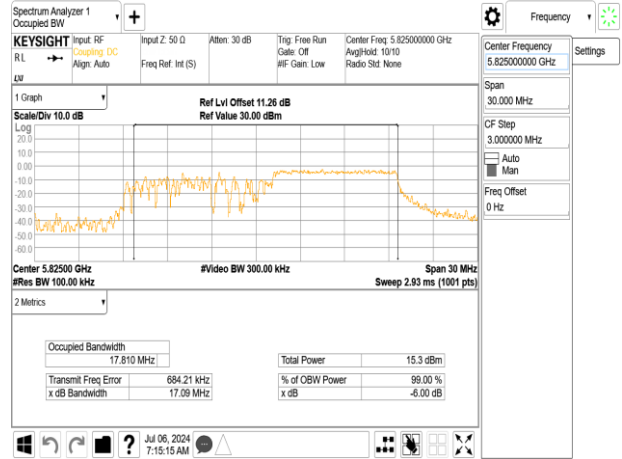 Spectrum Analyzer 1
Occupied BW
Frequency
Settings
KEYSIGHT
RL
Input: RF
Coupling: DC
Align: Auto
Input Z: 50 Ω
Freq Ref: Int (S)
Atten: 30 dB
Trig: Free Run
Gate: Off
#IF Gain: Low
Center Freq: 5.825000000 GHz
Avg|Hold: 10/10
Radio Std: None
Center Frequency
5.825000000 GHz
Span
30.000 MHz
CF Step
3.000000 MHz
Auto
Man
Freq Offset
0 Hz
1 Graph
Scale/Div 10.0 dB
Ref Lvl Offset 11.26 dB
Ref Value 30.00 dBm
Log
20.0
10.0
0.00
-10.0
-20.0
-30.0
-40.0
-50.0
-60.0
Center 5.82500 GHz
#Res BW 100.00 kHz
#Video BW 300.00 kHz
Span 30 MHz
Sweep 2.93 ms (1001 pts)
2 Metrics
Occupied Bandwidth
17.810 MHz
Transmit Freq Error 684.21 kHz
x dB Bandwidth 17.09 MHz
Total Power 15.3 dBm
% of OBW Power 99.00 %
x dB -6.00 dB
?
Jul 06, 2024
7:15:15 AM